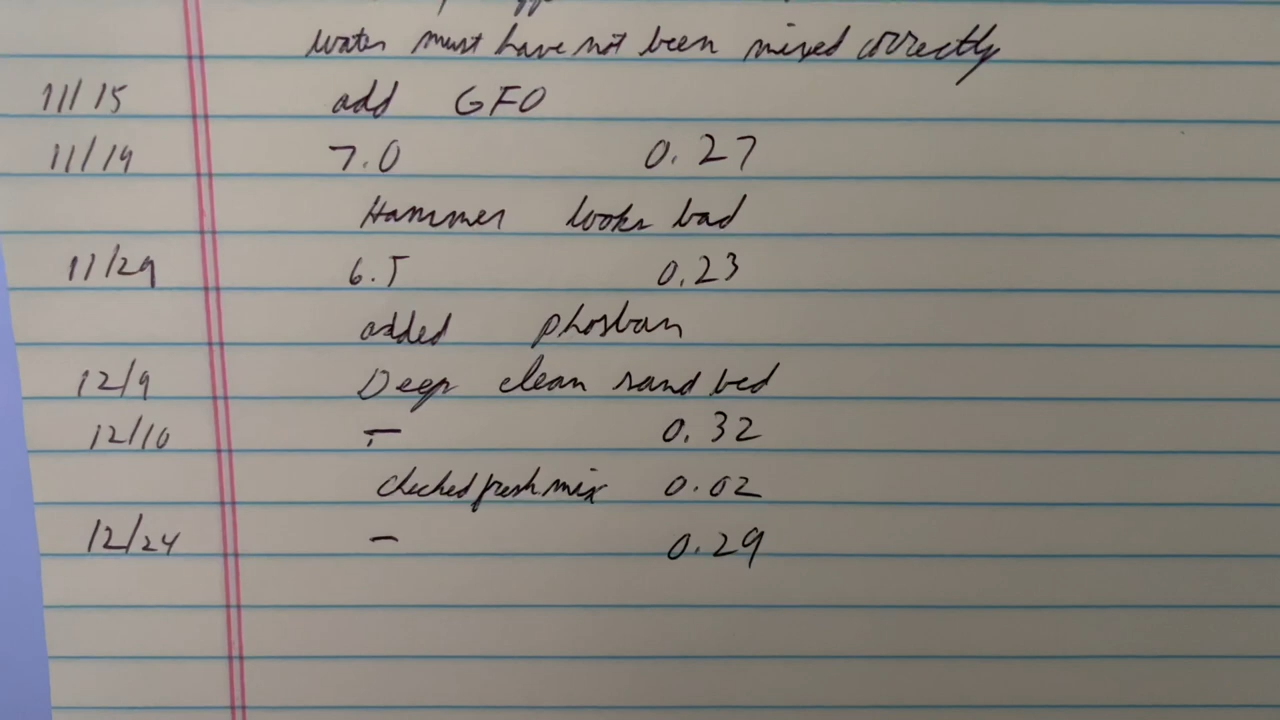 water must have not been mixed correctly
11/15 add GFO
11/19 7.0 0.27
Hammer looks bad
11/29 6.5 0.23
added phosban
12/9 Deep clean sand bed
12/10 - 0.32
checked fresh mix 0.02
12/24 - 0.29